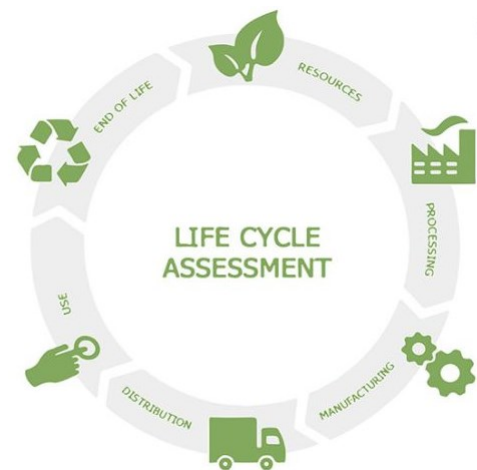 RESOURCES
PROCESSING
MANUFACTURING
DISTRIBUTION
USE
END OF LIFE
LIFE CYCLE
ASSESSMENT